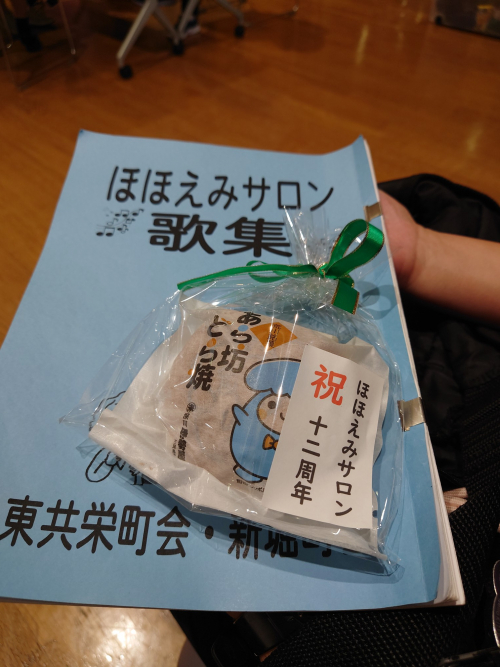 ほほえみサロン
歌集
あら坊
どら焼
祝
ほほえみサロン
十二周年
東共栄町会・新堀町